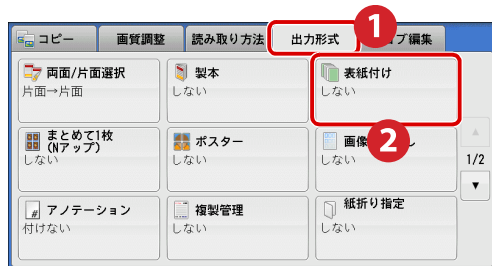 コピー
画質調整
読み取り方法
出力形式
1
ブ編集
両面/片面選択
片面→片面
製本
しない
表紙付け
しない
まとめて1枚
(Nアップ)
しない
ポスター
しない
画像
2
し
しない
1/2
アノテーション
付けない
複製管理
しない
紙折り指定
しない